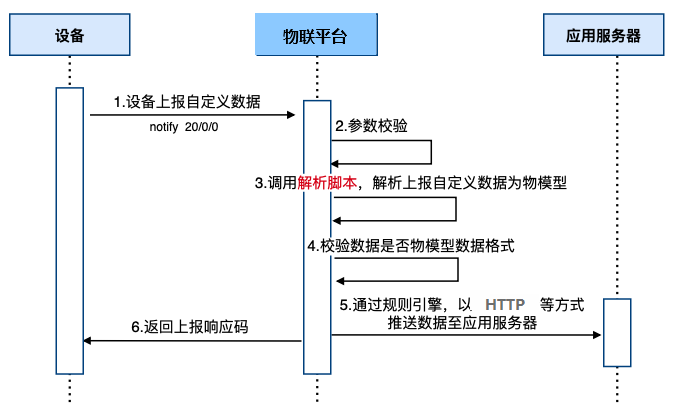 设备
物联平台
应用服务器
1.设备上报自定义数据
notify 20/0/0
2.参数校验
3.调用解析脚本，解析上报自定义数据为物模型
4.校验数据是否物模型数据格式
5.通过规则引擎，以 HTTP 等方式
推送数据至应用服务器
6.返回上报响应码